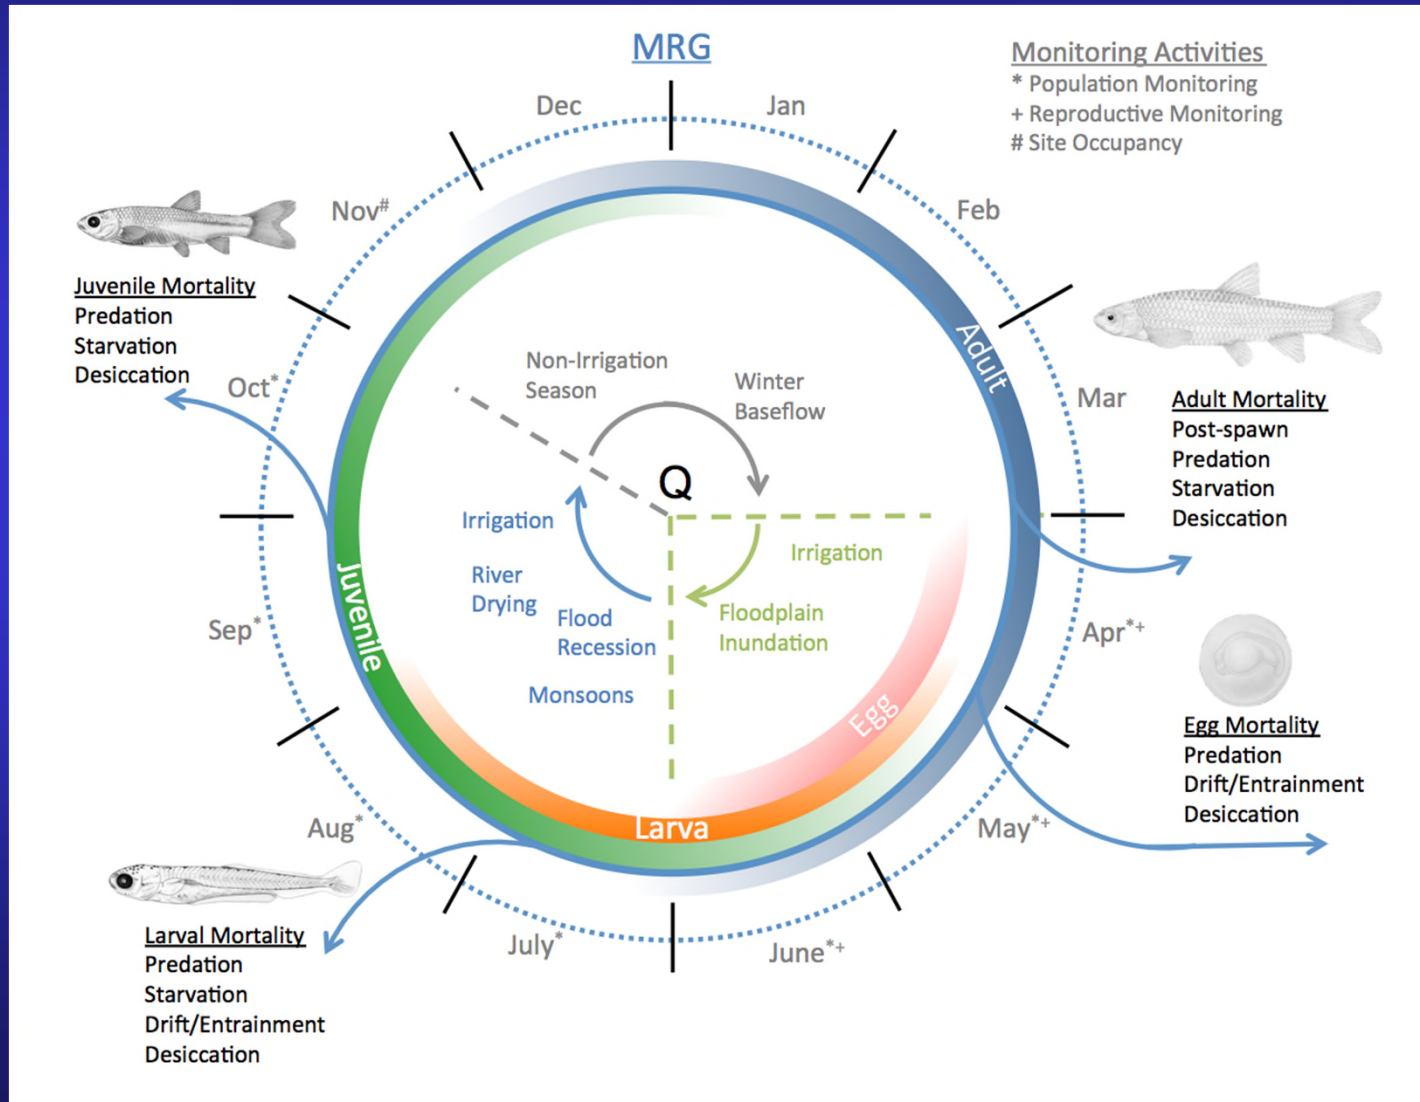 MRG
Monitoring Activities
* Population Monitoring
+ Reproductive Monitoring
# Site Occupancy
Dec
Jan
Nov#
Feb
Juvenile Mortality
Predation
Starvation
Desiccation
Oct*
Non-Irrigation
Season
Winter
Baseflow
Adult
Mar
Adult Mortality
Post-spawn
Predation
Starvation
Desiccation
Q
Irrigation
River
Drying
Flood
Recession
Monsoons
Irrigation
Floodplain
Inundation
Juvenile
Sep*
Apr*+
Egg
Egg Mortality
Predation
Drift/Entrainment
Desiccation
Larva
Aug*
May*+
July*
June*+
Larval Mortality
Predation
Starvation
Drift/Entrainment
Desiccation